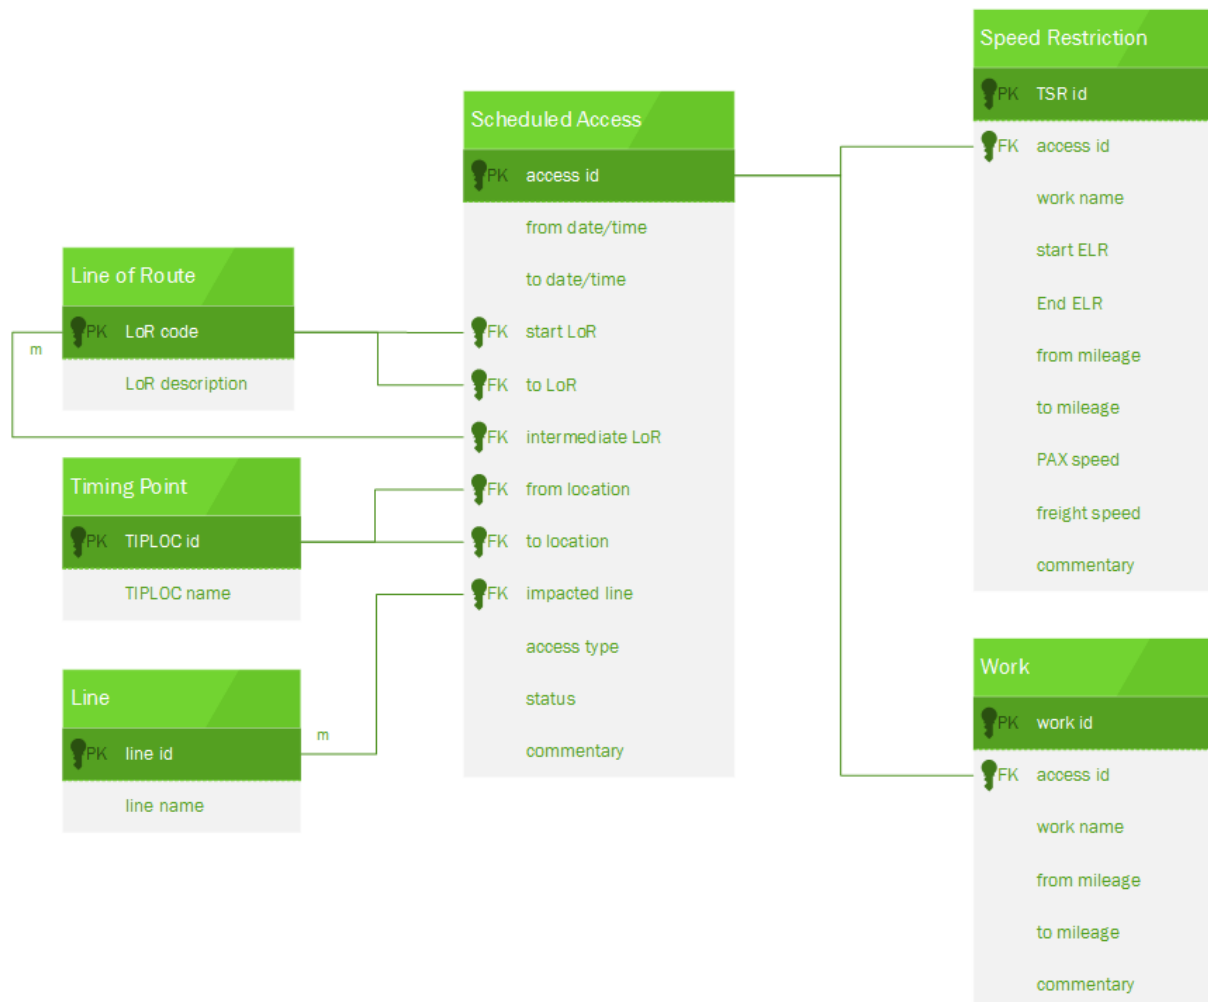 Line of Route
PK LoR code
LoR description
m
Timing Point
PK TIPLOC id
TIPLOC name
Line
PK line id
line name
m
Scheduled Access
PK access id
from date/time
to date/time
FK start LoR
FK to LoR
FK intermediate LoR
FK from location
FK to location
FK impacted line
access type
status
commentary
Speed Restriction
PK TSR id
FK access id
work name
start ELR
End ELR
from mileage
to mileage
PAX speed
freight speed
commentary
Work
PK work id
FK access id
work name
from mileage
to mileage
commentary